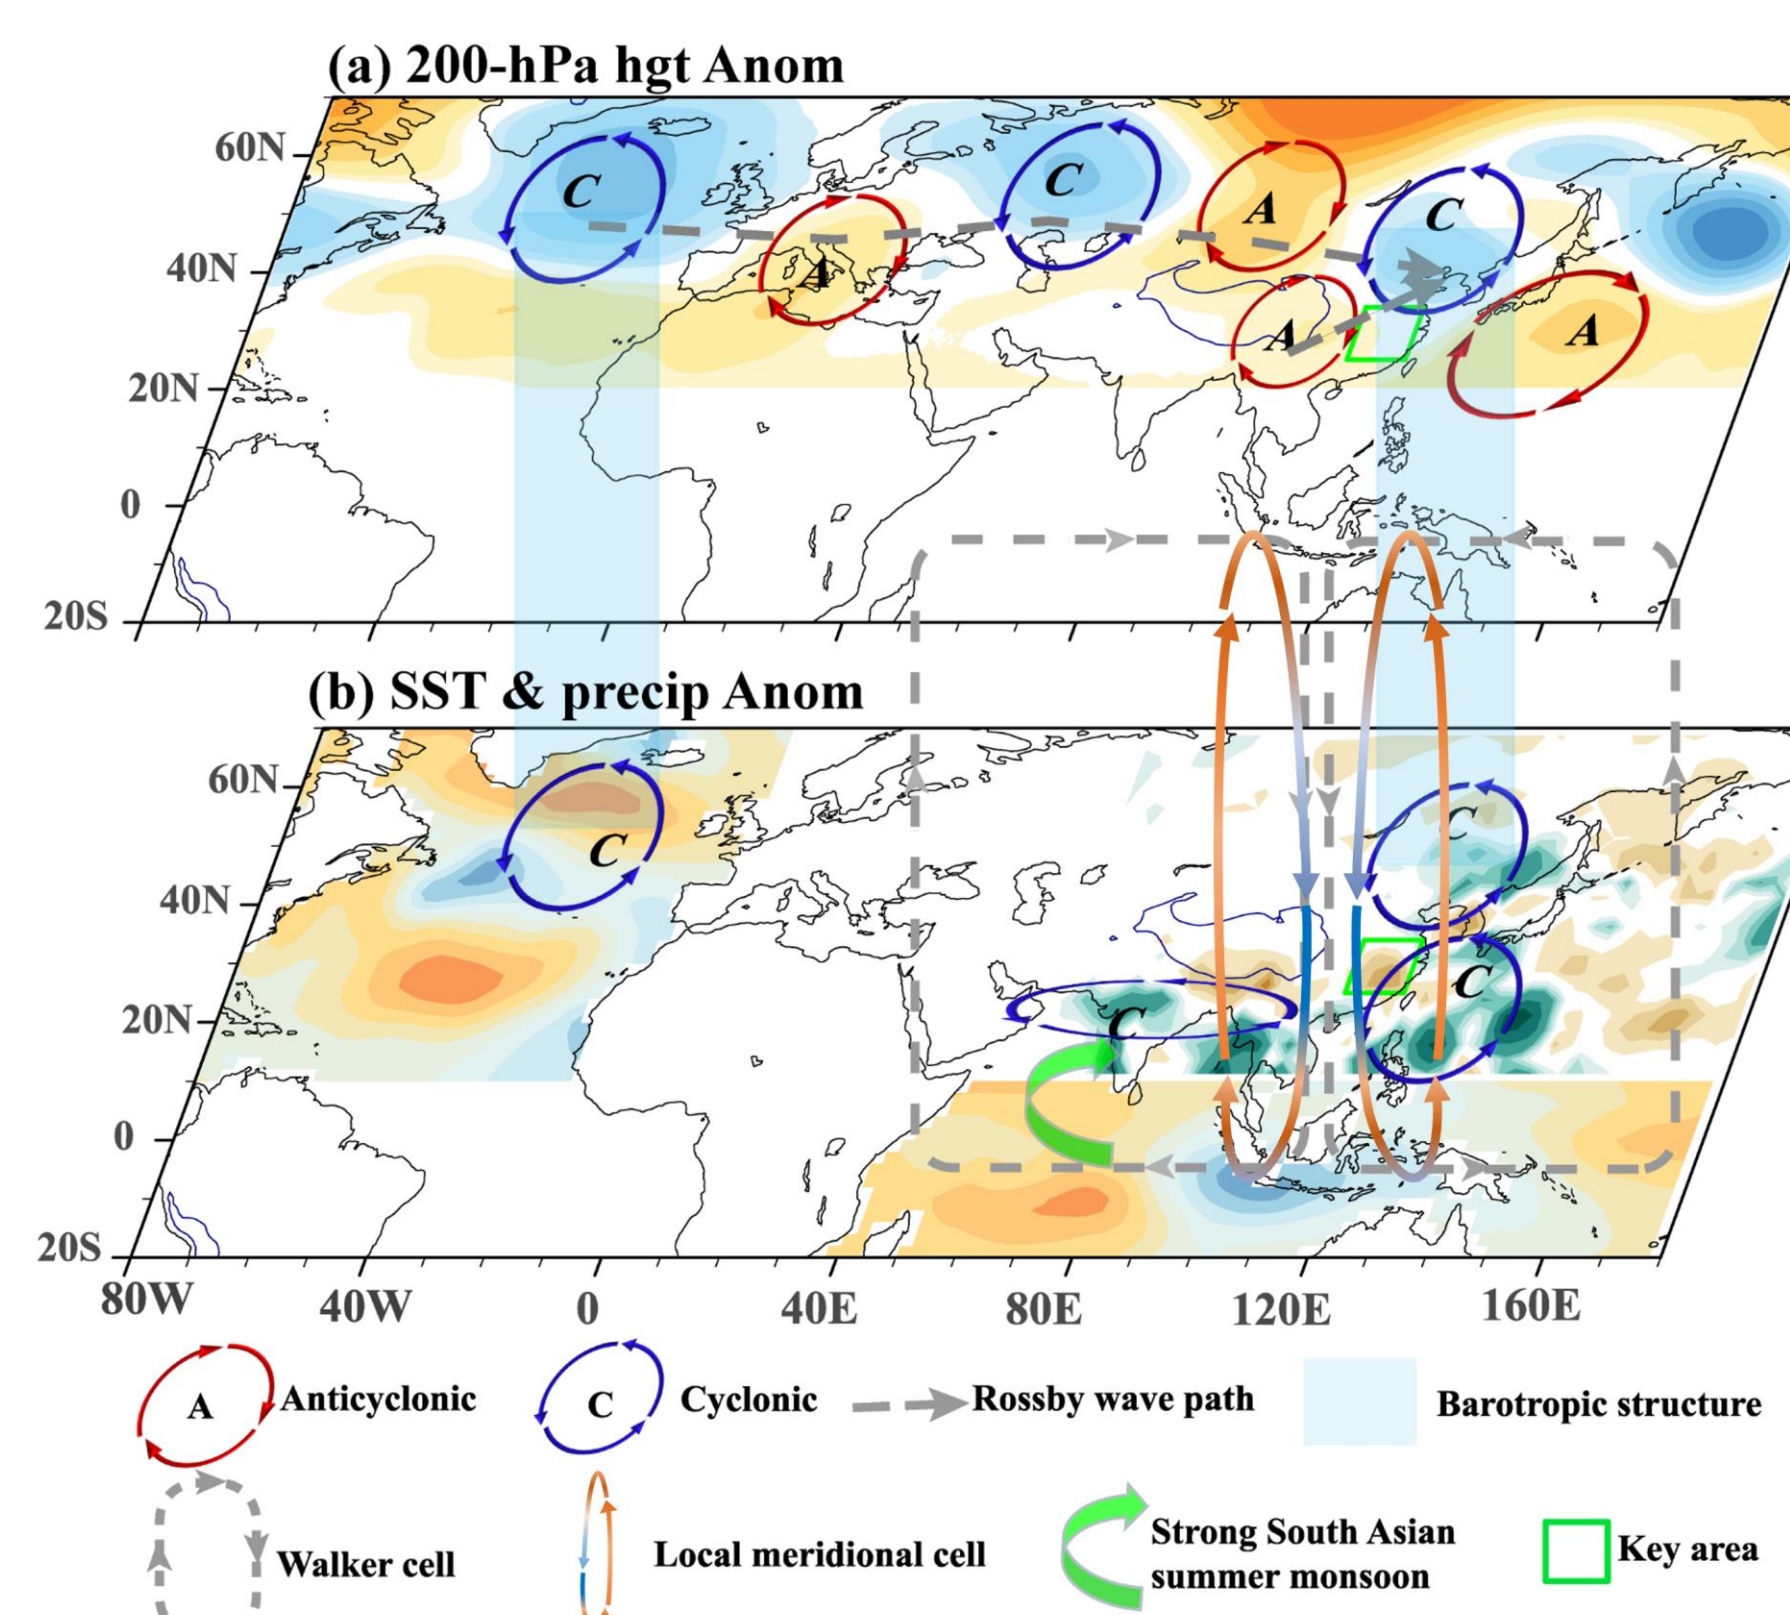 (a) 200-hPa hgt Anom
60N
C
C
A
C
40N
A
A
A
20N
0
20S
(b) SST & precip Anom
60N
C
C
40N
C
20N
C
0
20S
80W 40W 0 40E 80E 120E 160E
A Anticyclonic C Cyclonic Rossby wave path Barotropic structure
Walker cell Local meridional cell Strong South Asian summer monsoon Key area